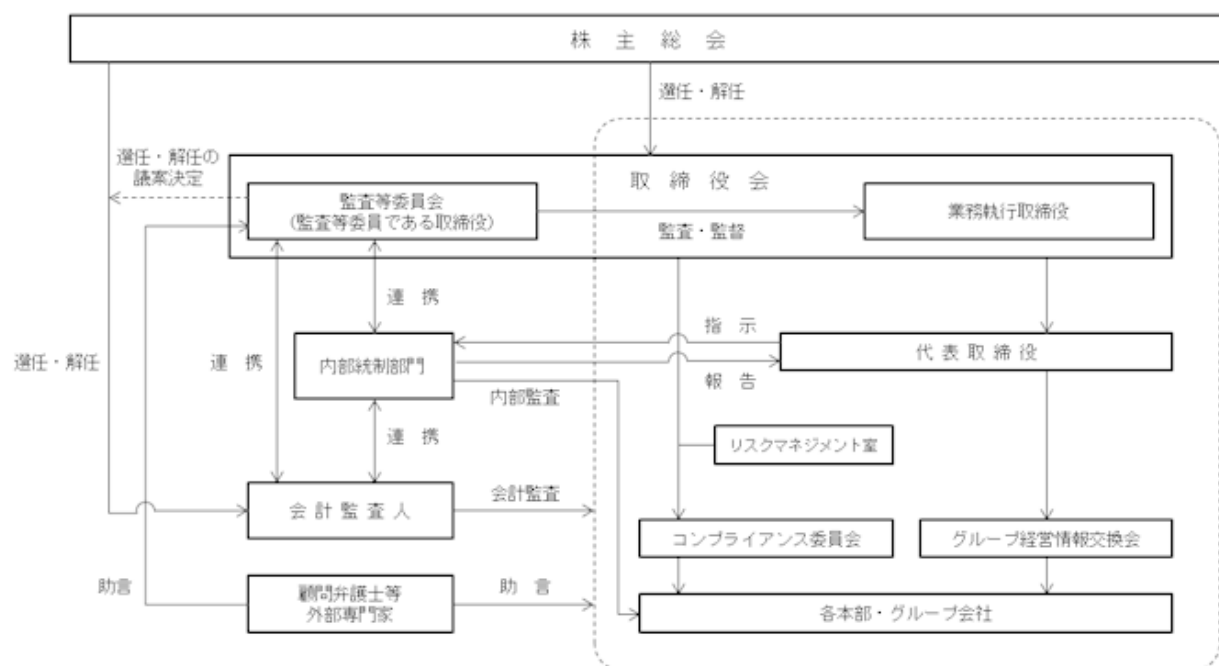 株主総会
選任・解任
選任・解任の
議案決定
取締役会
監査等委員会
(監査等委員である取締役)
業務執行取締役
監査・監督
連携
指示
代表取締役
選任・解任
連携
内部統制部門
報告
内部監査
連携
リスクマネジメント室
会計監査
会計監査人
コンプライアンス委員会
グループ経営情報交換会
助言
顧問弁護士等
外部専門家
助言
各本部・グループ会社